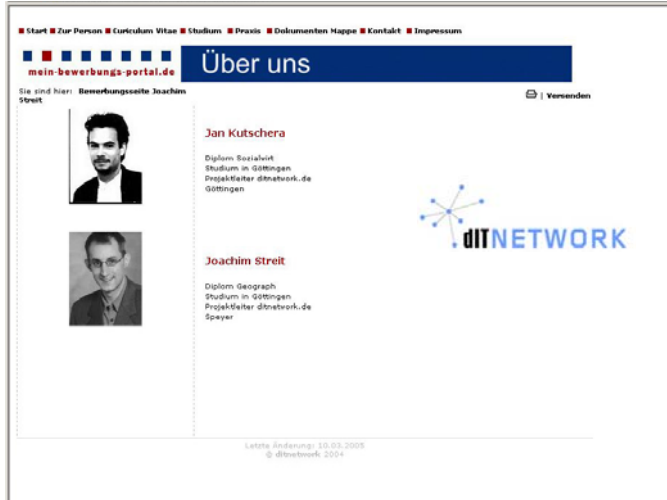 Start Zur Person Curiculum Vitae Studium Praxis Dokumenten Mappe Kontakt Impressum
mein-bewerbungs-portal.de
Über uns
Sie sind hier: Bewerbungsseite Joachim
Streit
| Versenden
Jan Kutschera
Diplom Sozialwirt
Studium in Göttingen
Projektleiter ditnetwork.de
Göttingen
dITNETWORK
Joachim Streit
Diplom Geograph
Studium in Göttingen
Projektleiter ditnetwork.de
Speyer
Letzte Änderung: 10.03.2005
© ditnetwork 2004